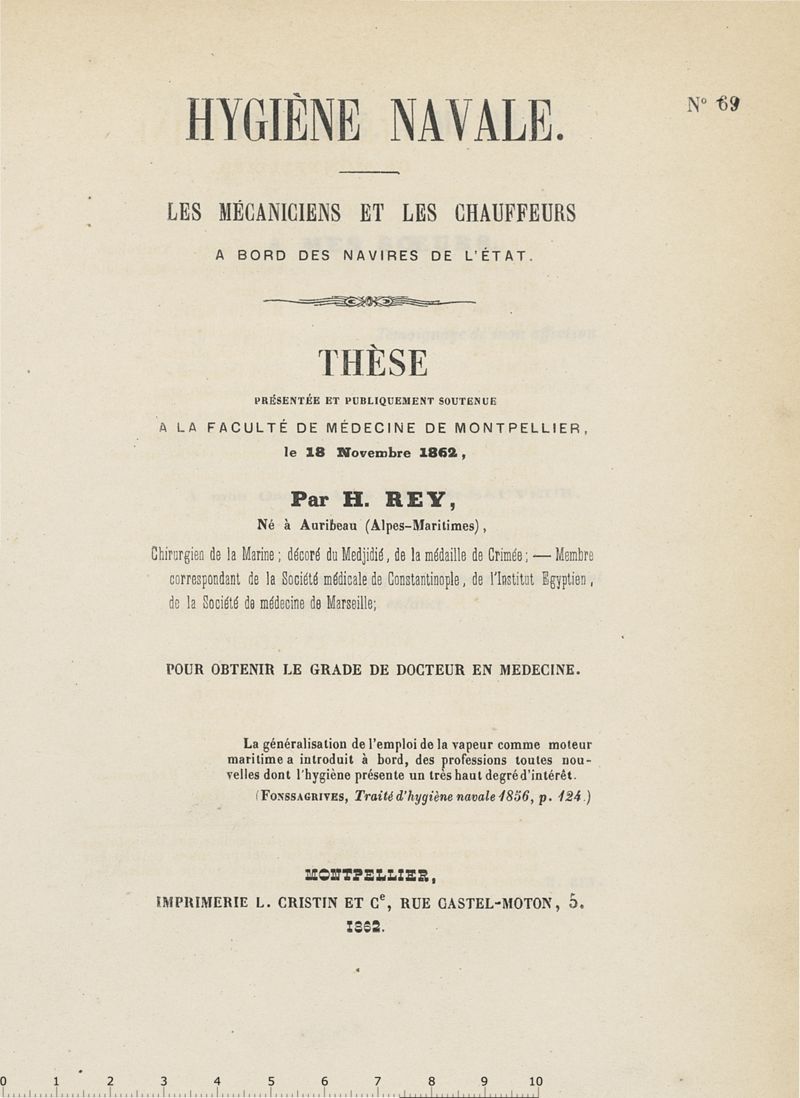 HYGIÈNE NAVALE.
N° 69
LES MÉCANICIENS ET LES CHAUFFEURS
A BORD DES NAVIRES DE L'ÉTAT.
THÈSE
PRÉSENTÉE ET PUBLIQUEMENT SOUTENUE
A LA FACULTÉ DE MÉDECINE DE MONTPELLIER,
le 18 Novembre 1862,
Par H. REY,
Né à Auribeau (Alpes-Maritimes),
Chirurgien de la Marine; décoré du Medjidié, de la médaille de Crimée; — Membre
correspondant de la Société médicale de Constantinople, de l'Institut Egyptien,
de la Société de médecine de Marseille;
POUR OBTENIR LE GRADE DE DOCTEUR EN MEDECINE.
La généralisation de l'emploi de la vapeur comme moteur
maritime a introduit à bord, des professions toutes nou-
velles dont l'hygiène présente un très haut degré d'intérêt.
(FONSSAGRIVES, Traité d'hygiène navale 1856, p. 124.)
MONTPELLIER,
IMPRIMERIE L. CRISTIN ET Ce, RUE CASTEL-MOTON, 5.
1862.
0 1 2 3 4 5 6 7 8 9 10